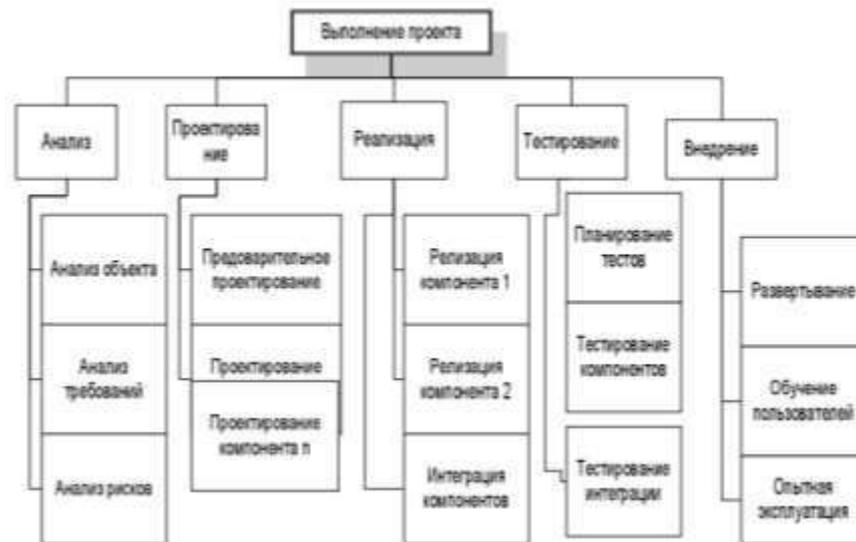 Выполнение проекта
Анализ
Проектирова
ние
Реализация
Тестирование
Внедрение
Анализ объекта
Анализ
требований
Анализ рисков
Предоварительное
проектирование
Проектирование
Проектирование
компонента n
Релизация
компонента 1
Релизация
компонента 2
Интеграция
компонентов
Планирование
тестов
Тестирование
компонентов
Тестирование
интеграции
Развертывание
Обучение
пользователей
Опытная
эксплуатация